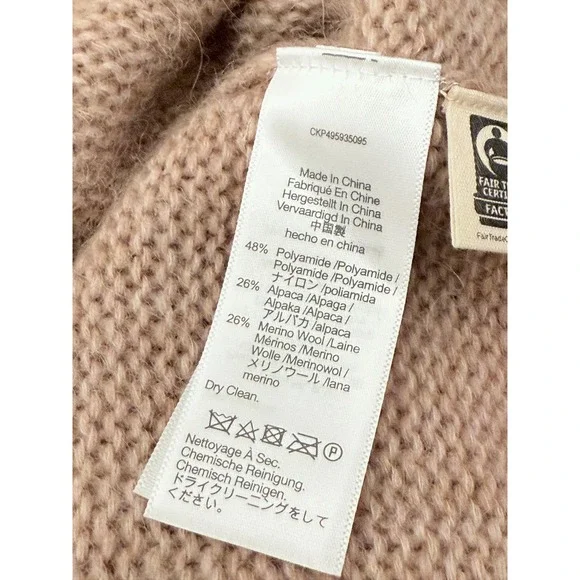 CKP495935095
Made In China
Fabriqué En Chine
Hergestellt In China
Vervaardigd In China
中国製
hecho en china
48% Polyamide /Polyamide /
Polyamide /Polyamide /
ナイロン /poliamida
26% Alpaca /Alpaga /
Alpaka /Alpaca /
アルパカ /alpaca
26% Merino Wool /Laine
Mérinos /Merino
Wolle /Merinowol /
メリノウール /lana
merino
Dry Clean.
P
Nettoyage À Sec.
Chemische Reinigung.
Chemisch Reinigen.
ドライクリーニングをして
ください。
FAIR T
CERTI
FACT
FairTrade